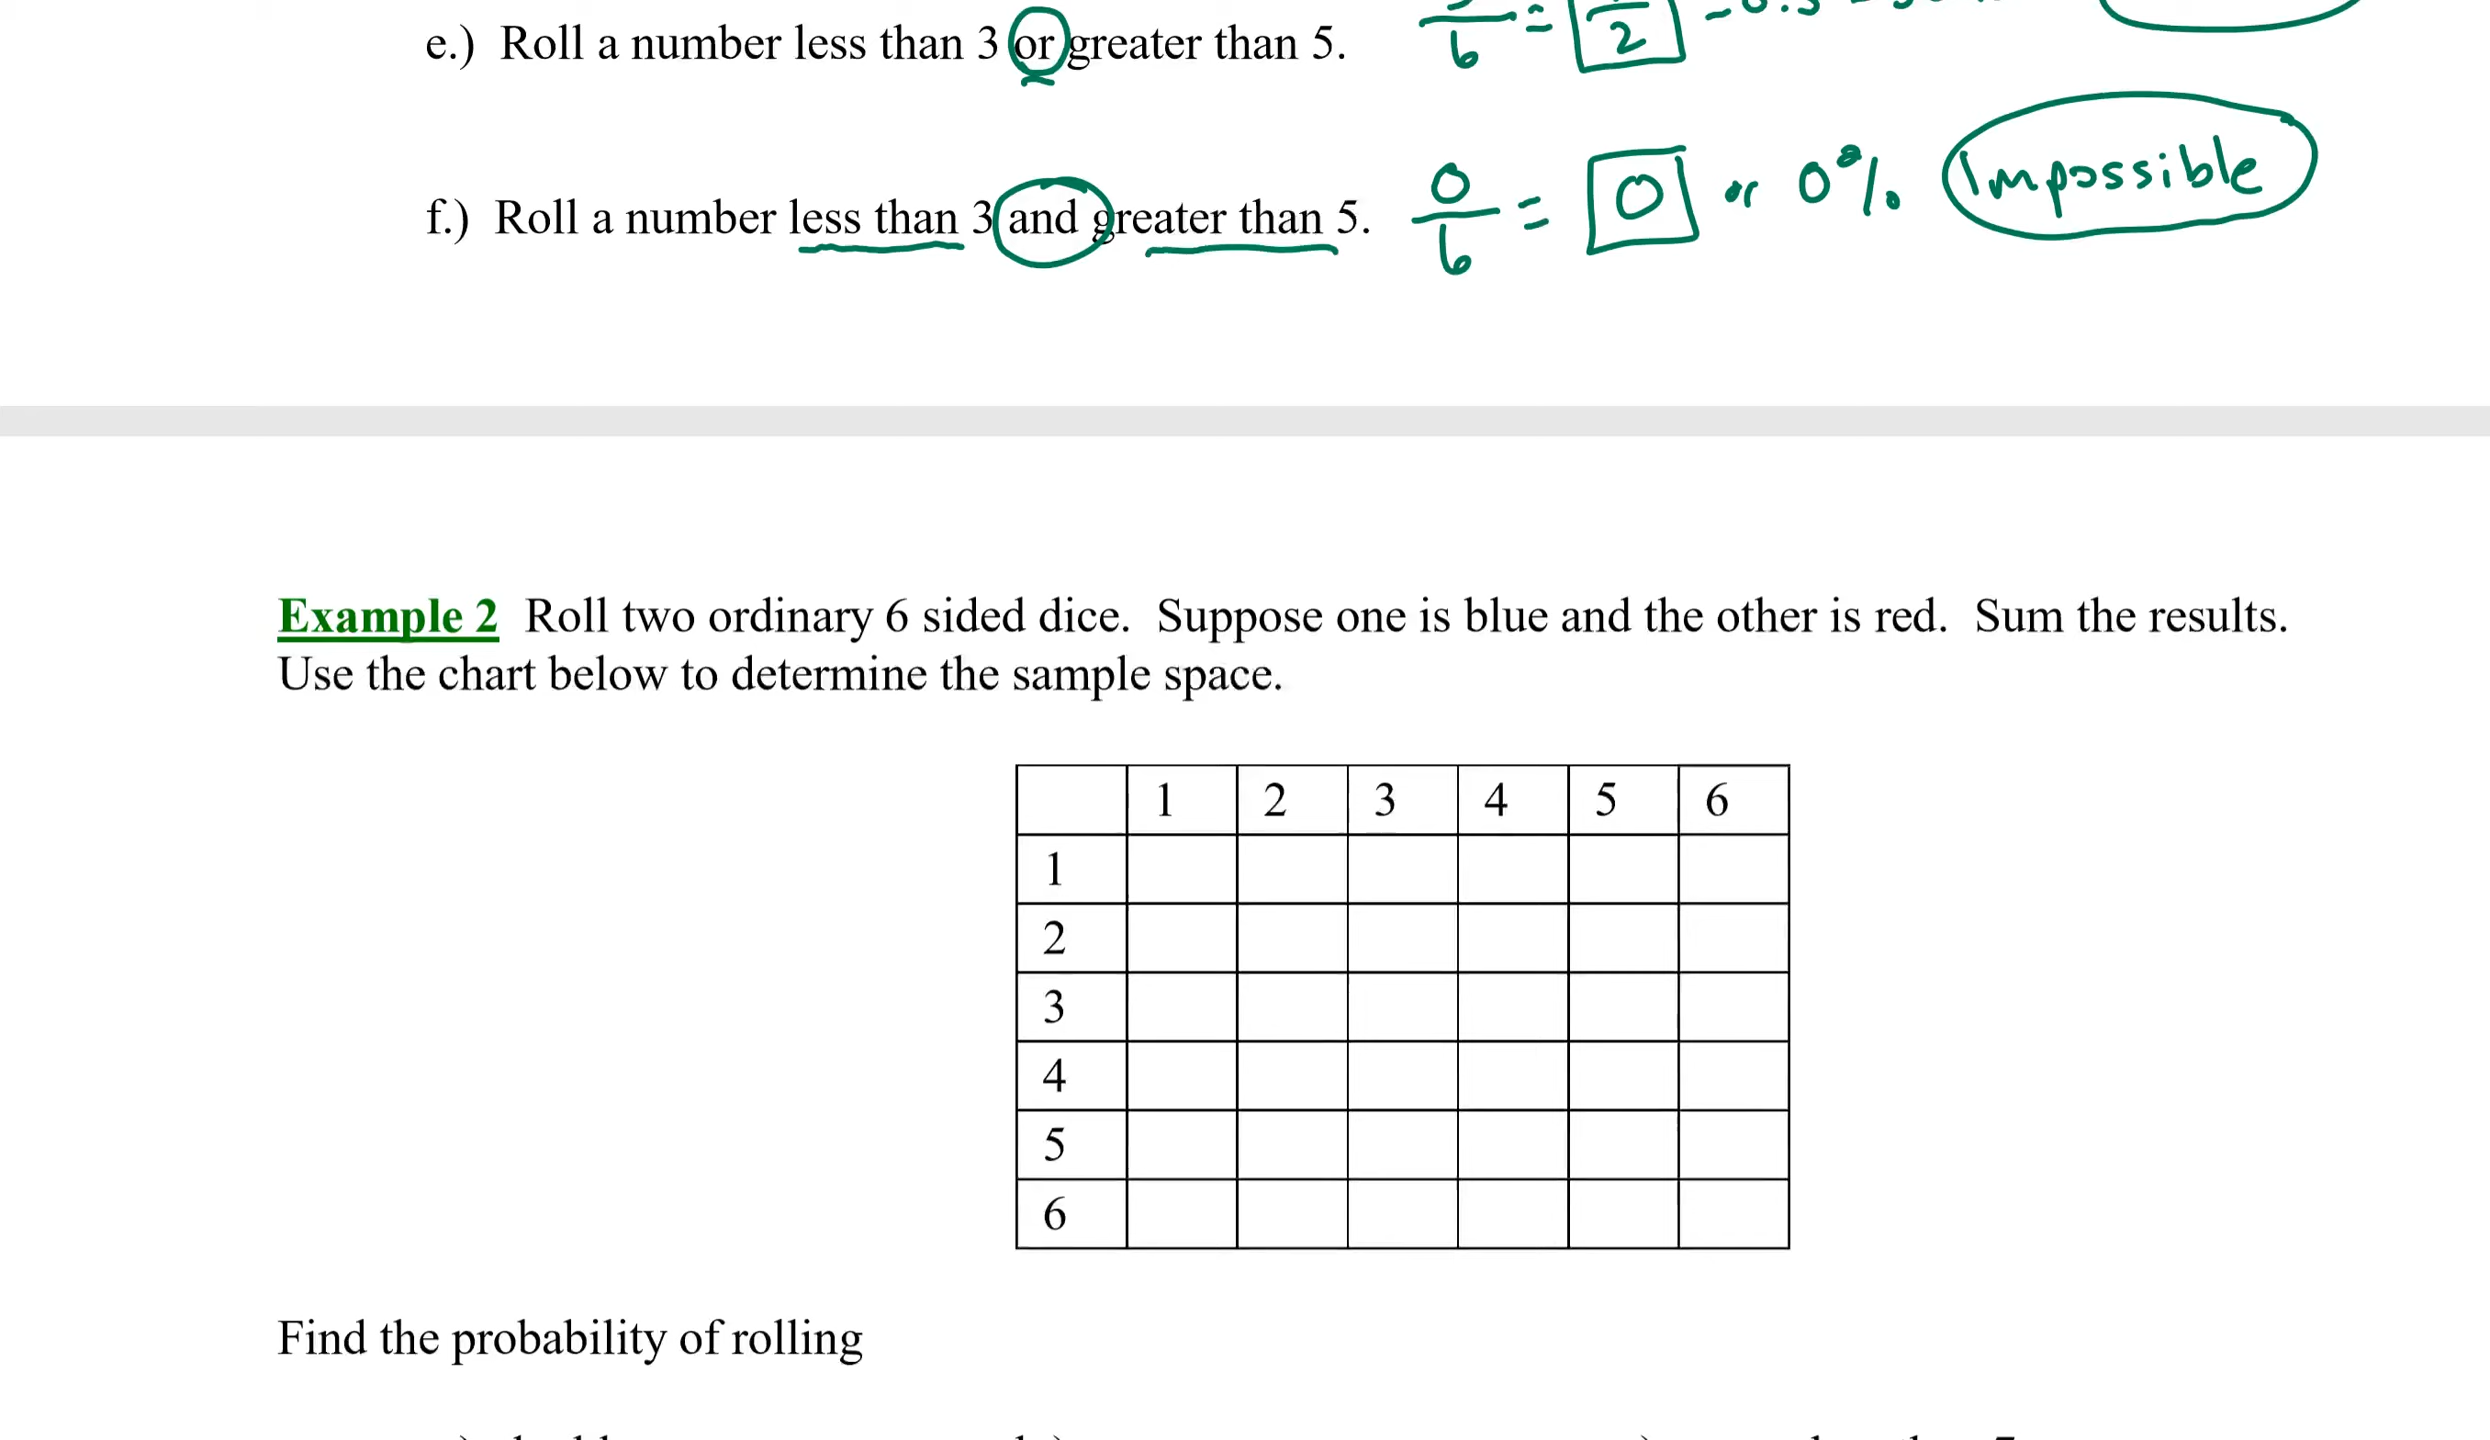 e.) Roll a number less than 3 or greater than 5.
6 = 2
f.) Roll a number less than 3 and greater than 5. 0/6 = 0 or 0% Impossible
Example 2 Roll two ordinary 6 sided dice. Suppose one is blue and the other is red. Sum the results.
Use the chart below to determine the sample space.
1 2 3 4 5 6
1
2
3
4
5
6
Find the probability of rolling